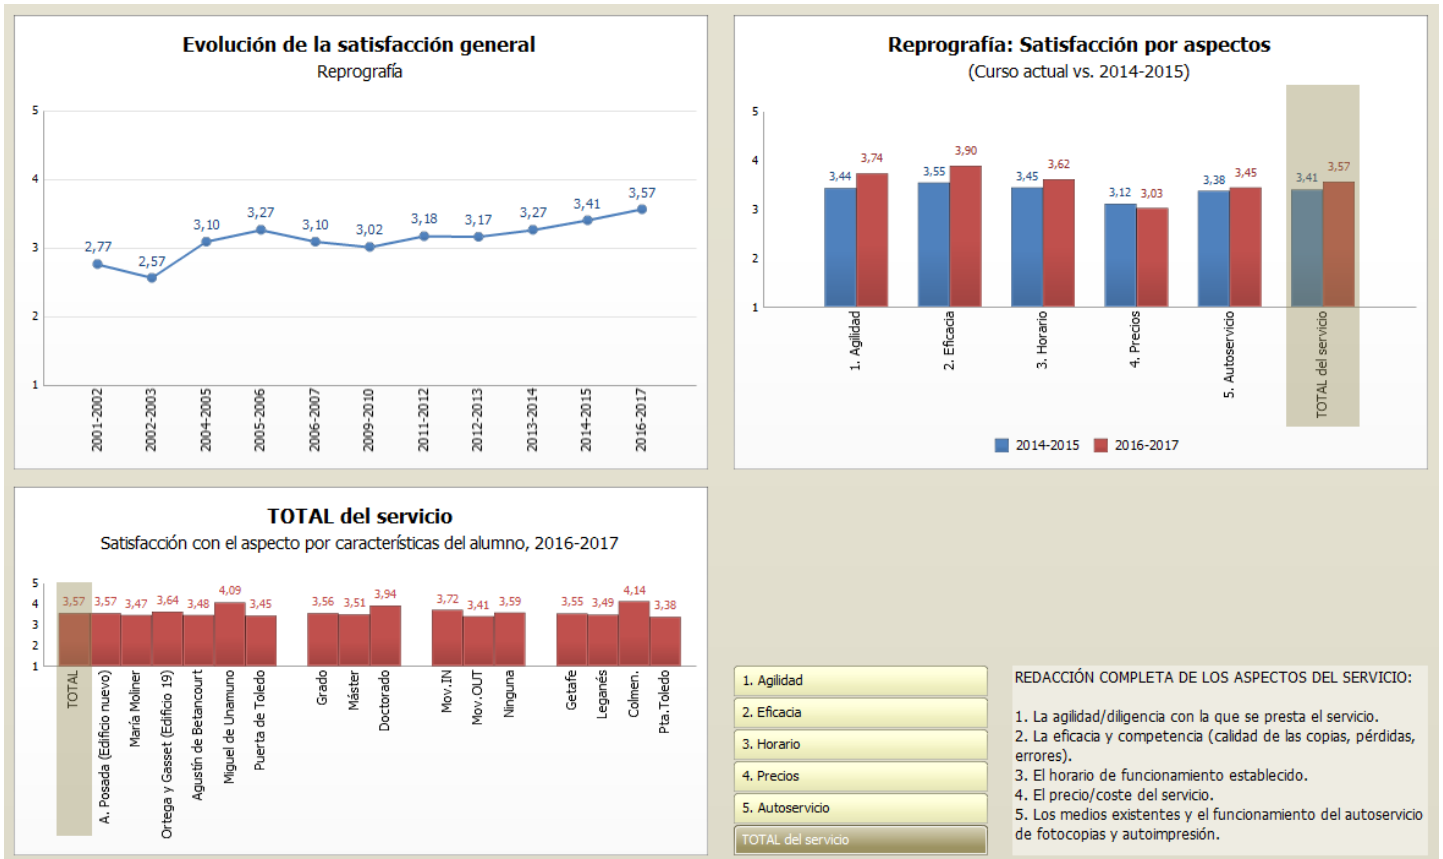 Evolución de la satisfacción general
Reprografía
5
4
3
2
1
2,77
2,57
3,10
3,27
3,10
3,02
3,18
3,17
3,27
3,41
3,57
2001-2002
2002-2003
2004-2005
2005-2006
2006-2007
2009-2010
2011-2012
2012-2013
2013-2014
2014-2015
2016-2017
Reprografía: Satisfacción por aspectos
(Curso actual vs. 2014-2015)
5
4
3
2
1
3,44
3,74
3,55
3,90
3,45
3,62
3,12
3,03
3,38
3,45
3,41
3,57
1. Agilidad
2. Eficacia
3. Horario
4. Precios
5. Autoservicio
TOTAL del servicio
2014-2015
2016-2017
TOTAL del servicio
Satisfacción con el aspecto por características del alumno, 2016-2017
5
4
3
2
1
3,57
3,57
3,47
3,64
3,48
4,09
3,45
3,56
3,51
3,94
3,72
3,41
3,59
3,55
3,49
4,14
3,38
TOTAL
A. Posada (Edificio nuevo)
María Moliner
Ortega y Gasset (Edificio 19)
Agustín de Betancourt
Miguel de Unamuno
Puerta de Toledo
Grado
Máster
Doctorado
Mov.IN
Mov.OUT
Ninguna
Getafe
Leganés
Colmen.
Pta.Toledo
1. Agilidad
2. Eficacia
3. Horario
4. Precios
5. Autoservicio
TOTAL del servicio
REDACCIÓN COMPLETA DE LOS ASPECTOS DEL SERVICIO:
1. La agilidad/diligencia con la que se presta el servicio.
2. La eficacia y competencia (calidad de las copias, pérdidas,
errores).
3. El horario de funcionamiento establecido.
4. El precio/coste del servicio.
5. Los medios existentes y el funcionamiento del autoservicio
de fotocopias y autoimpresión.